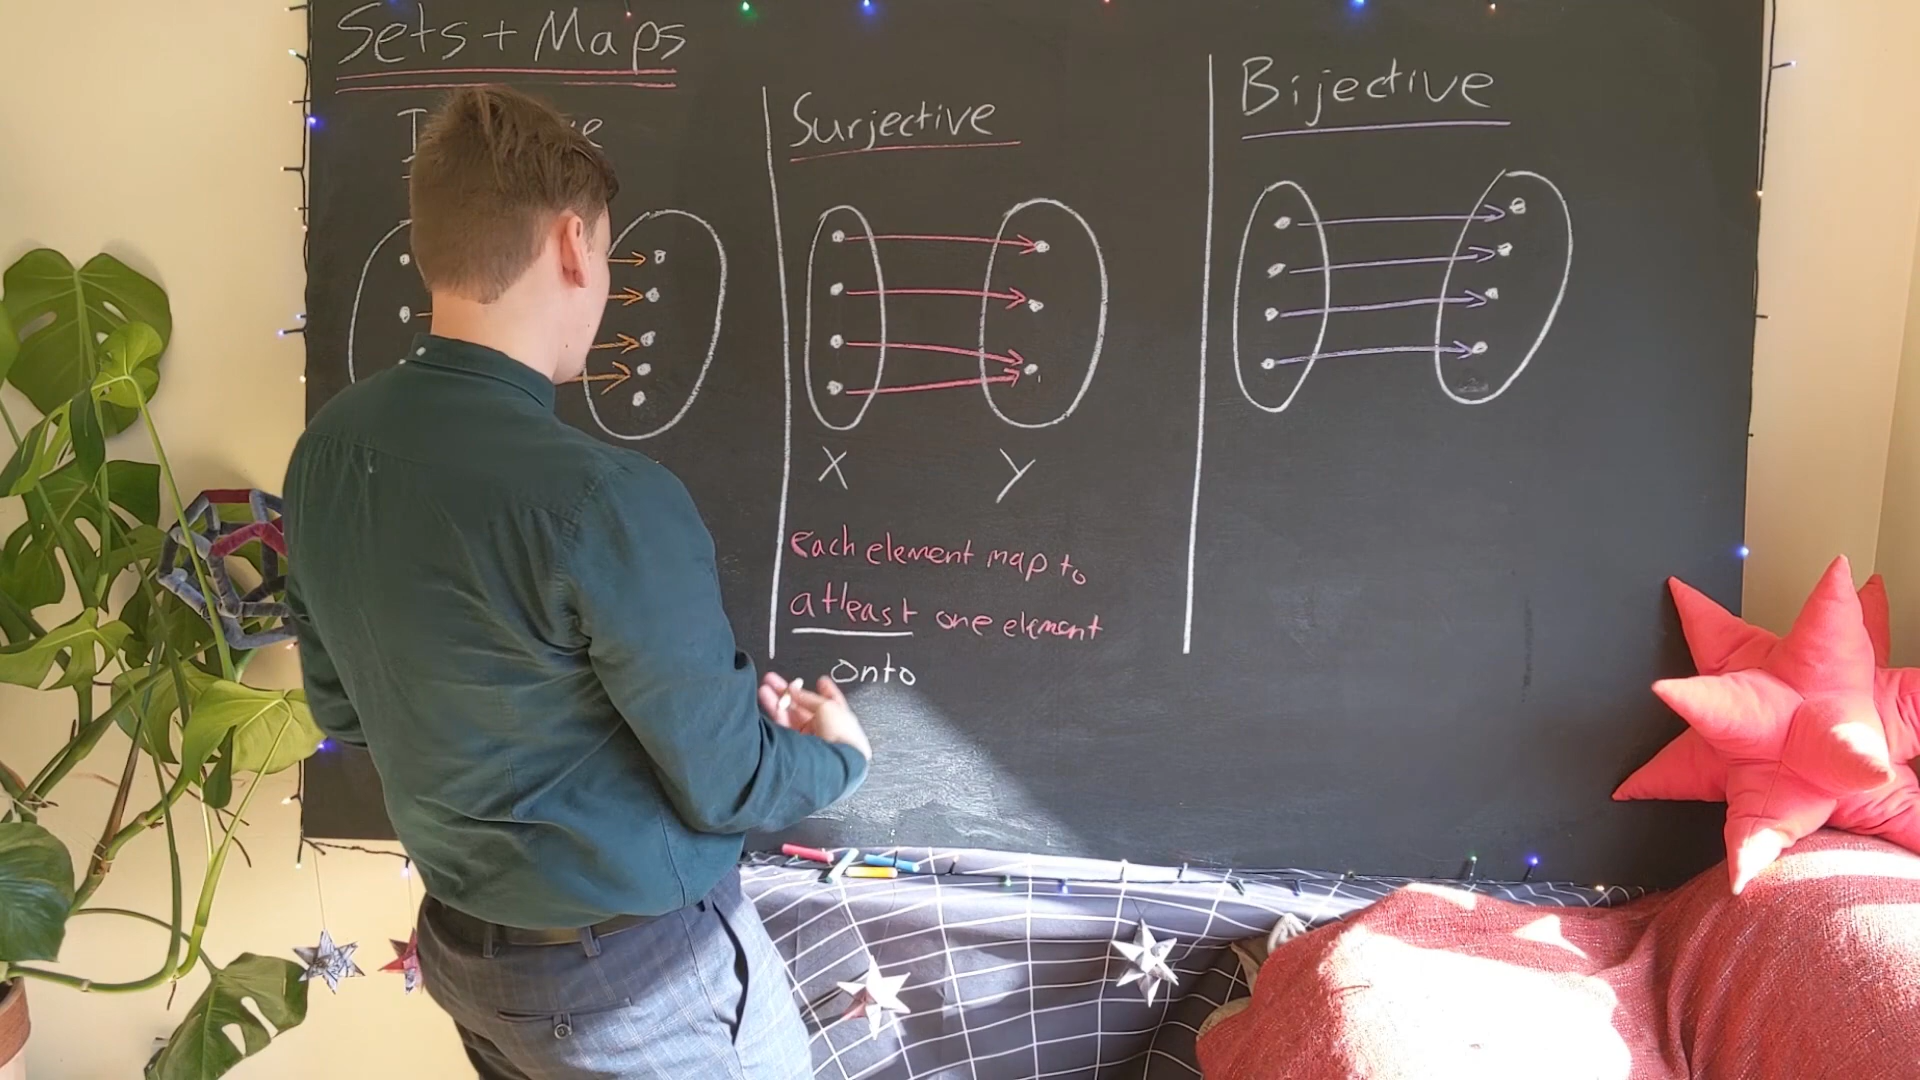 Sets + Maps
Surjective
Bijective
X Y
each element map to
atleast one element
onto